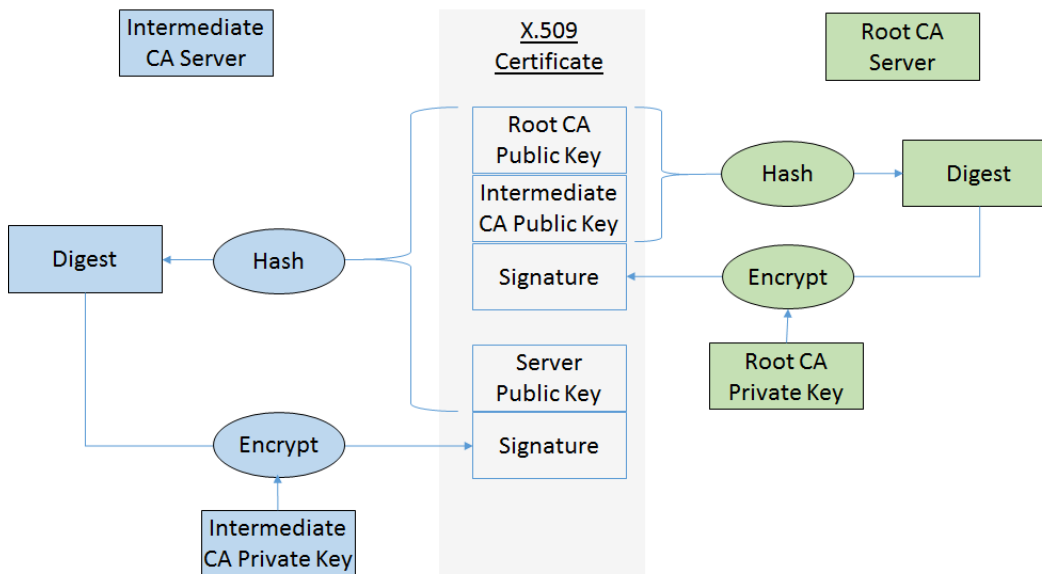 Intermediate
CA Server
X.509
Certificate
Root CA
Server
Root CA
Public Key
Intermediate
CA Public Key
Hash
Digest
Digest
Hash
Signature
Encrypt
Server
Public Key
Root CA
Private Key
Encrypt
Signature
Intermediate
CA Private Key